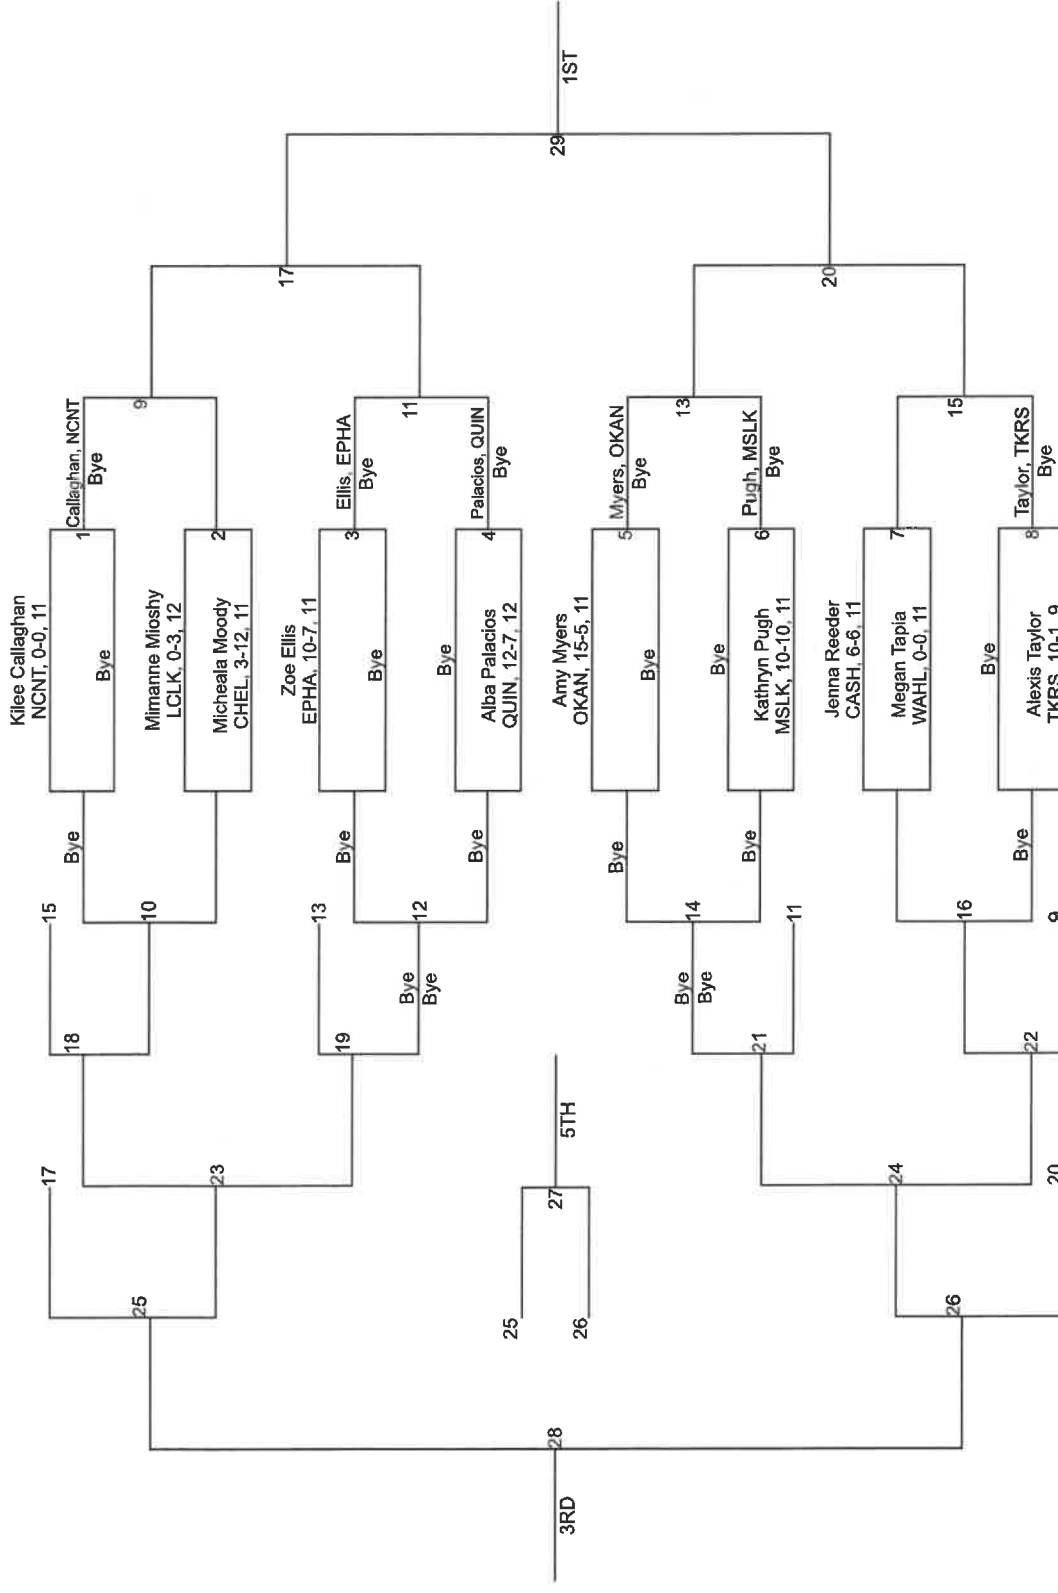 Kilee Callaghan
NCNT, 0-0, 11
Bye
1
Mimanne Mioshy
LCLK, 0-3, 12
Micheala Moody
CHEL, 3-12, 11
2
Zoe Ellis
EPHA, 10-7, 11
Bye
3
Bye
Alba Palacios
QUIN, 12-7, 12
4
Amy Myers
OKAN, 15-5, 11
Bye
5
Bye
Kathryn Pugh
MSLK, 10-10, 11
6
Jenna Reeder
CASH, 6-6, 11
Megan Tapia
WAHL, 0-0, 11
7
Bye
Alexis Taylor
TKRS, 10-1, 9
8
Callaghan, NCNT
Bye
9
Ellis, EPHA
Bye
11
Palacios, QUIN
Bye
Myers, OKAN
Bye
13
Pugh, MSLK
Bye
15
Taylor, TKRS
Bye
17
20
29
1ST
Bye
10
Bye
12
Bye
Bye
14
Bye
16
Bye
15
18
13
19
Bye
Bye
Bye
Bye
21
11
22
9
17
23
24
20
25
26
25
27
26
5TH
28
3RD